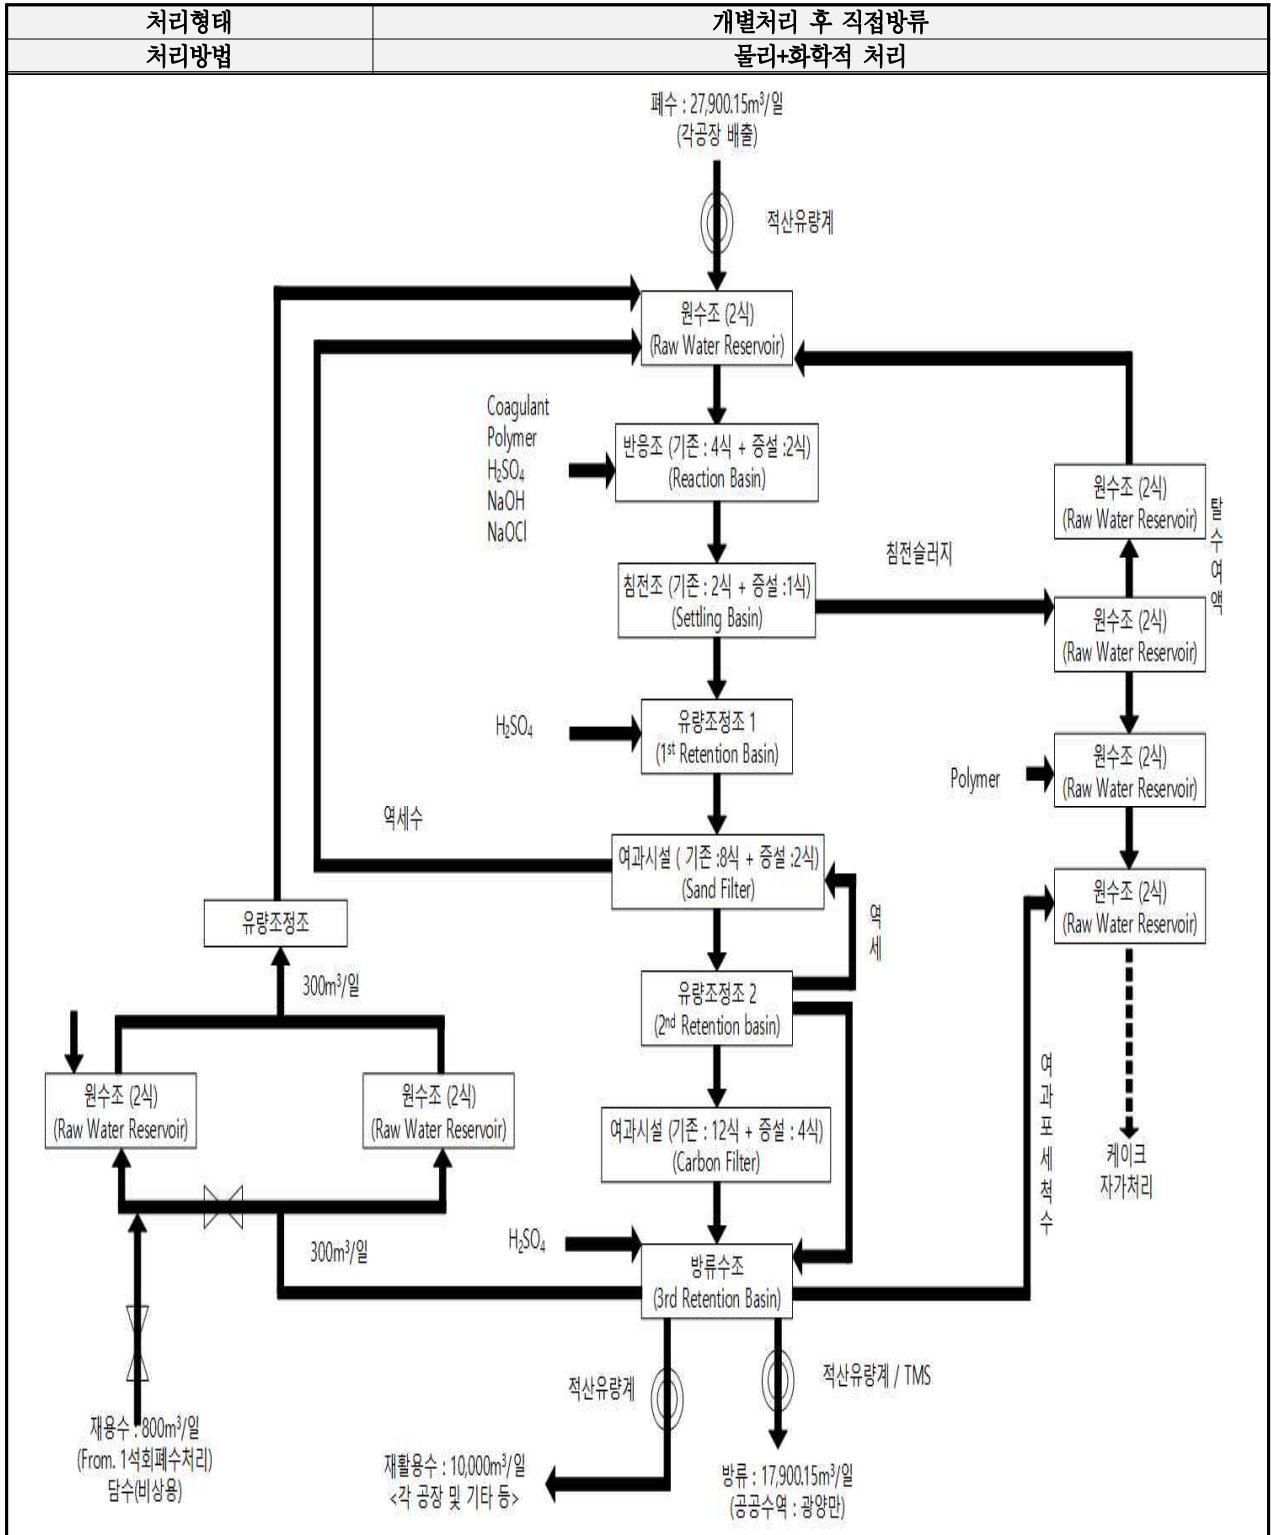 처리형태
개별처리 후 직접방류
처리방법
물리+화학적 처리
폐수 : 27,900.15m³/일
(각공장 배출)
적산유량계
원수조 (2식)
(Raw Water Reservoir)
Coagulant
Polymer
H₂SO₄
NaOH
NaOCl
반응조 (기존 : 4식 + 증설 :2식)
(Reaction Basin)
원수조 (2식)
(Raw Water Reservoir)
탈수여액
침전슬러지
침전조 (기존 : 2식 + 증설 :1식)
(Settling Basin)
원수조 (2식)
(Raw Water Reservoir)
H₂SO₄
유량조정조 1
(1st Retention Basin)
Polymer
원수조 (2식)
(Raw Water Reservoir)
역세수
여과시설 ( 기존 :8식 + 증설 :2식)
(Sand Filter)
원수조 (2식)
(Raw Water Reservoir)
유량조정조
역세
300m³/일
유량조정조 2
(2nd Retention basin)
원수조 (2식)
(Raw Water Reservoir)
원수조 (2식)
(Raw Water Reservoir)
여과시설 (기존 : 12식 + 증설 : 4식)
(Carbon Filter)
여과포세척수
케이크
자가처리
H₂SO₄
300m³/일
방류수조
(3rd Retention Basin)
적산유량계
적산유량계 / TMS
재용수 : 800m³/일
(From. 1석회폐수처리)
담수(비상용)
재활용수 : 10,000m³/일
<각 공장 및 기타 등>
방류 : 17,900.15m³/일
(공공수역 : 광양만)